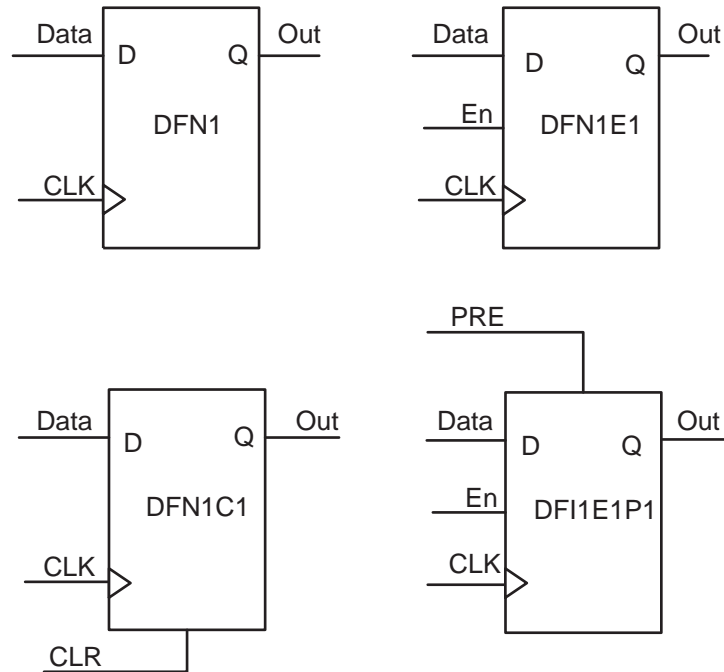 Data
D
Q
Out
DFN1
CLK
Data
D
Q
Out
En
DFN1E1
CLK
Data
D
Q
Out
DFN1C1
CLK
CLR
PRE
Data
D
Q
Out
En
DFI1E1P1
CLK